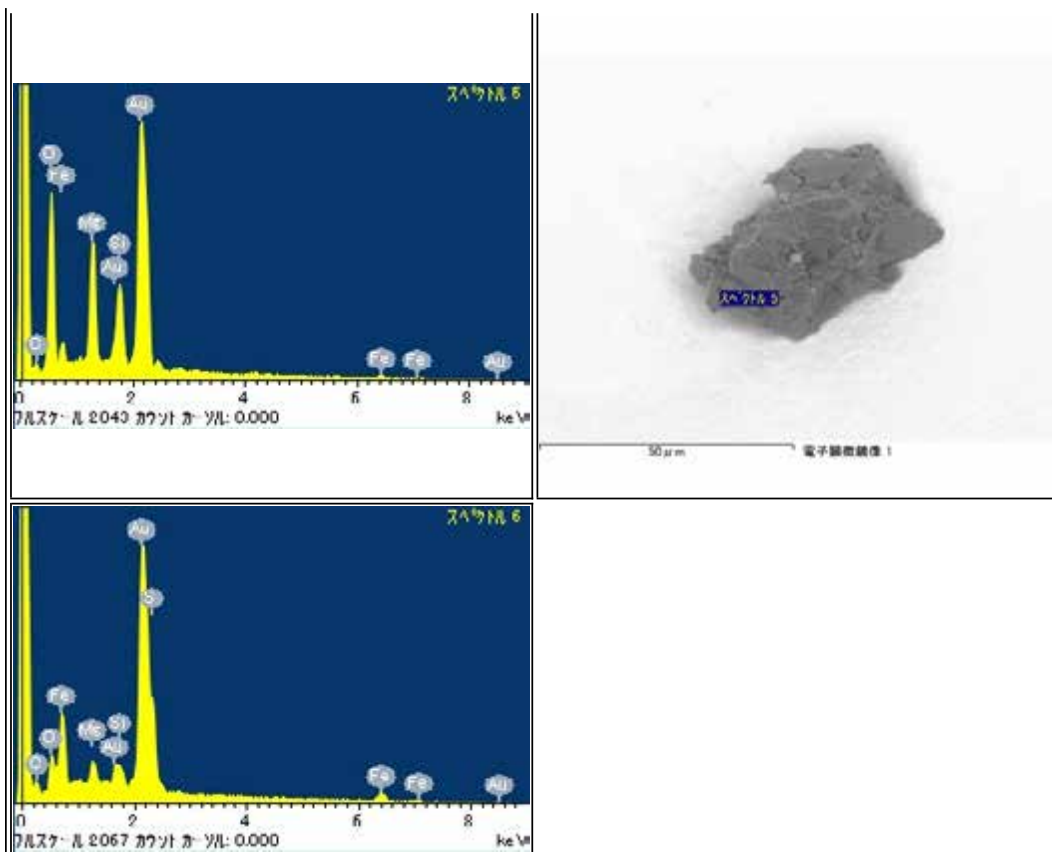 スペクトル 5
Au
O
Fe
Mg
Si
Au
C
Fe
Fe
Au
0 2 4 6 8
フルスケール 2043 カウント カーソル: 0.000 keV
スペクトル 5
50μm 電子顕微鏡像 1
スペクトル 6
Au
S
Fe
Mg
Si
O
Au
C
Fe
Fe
Au
0 2 4 6 8
フルスケール 2067 カウント カーソル: 0.000 keV